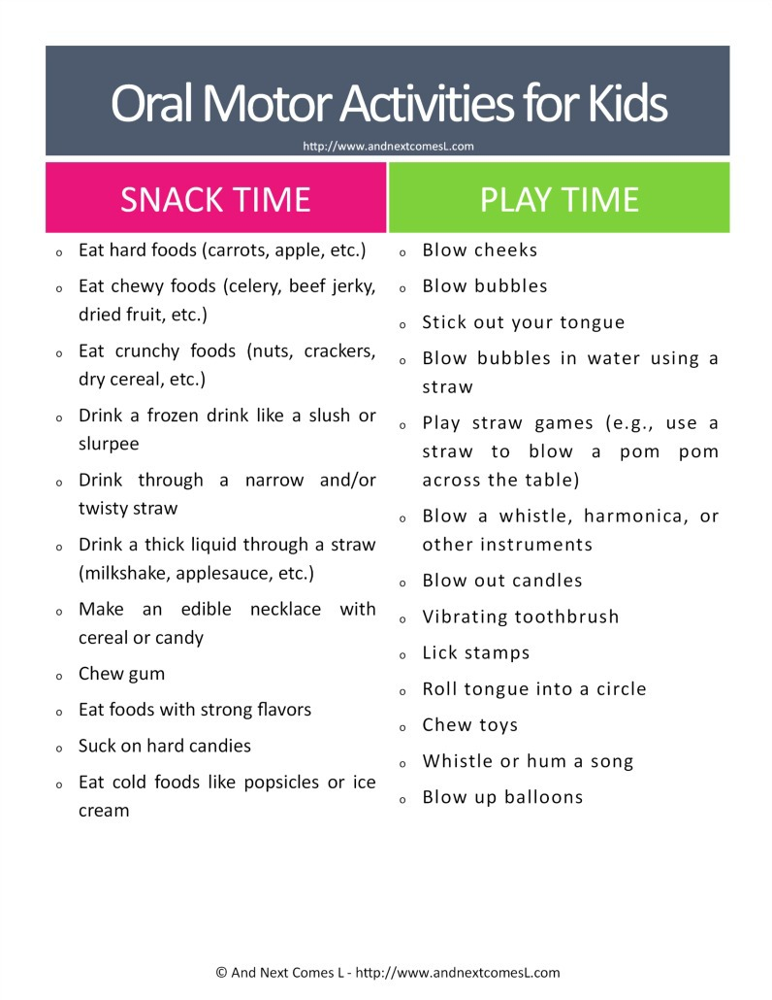 Oral Motor Activities for Kids
http://www.andnextcomesL.com
SNACK TIME
o Eat hard foods (carrots, apple, etc.)
o Eat chewy foods (celery, beef jerky,
dried fruit, etc.)
o Eat crunchy foods (nuts, crackers,
dry cereal, etc.)
o Drink a frozen drink like a slush or
slurpee
o Drink through a narrow and/or
twisty straw
o Drink a thick liquid through a straw
(milkshake, applesauce, etc.)
o Make an edible necklace with
cereal or candy
o Chew gum
o Eat foods with strong flavors
o Suck on hard candies
o Eat cold foods like popsicles or ice
cream
PLAY TIME
o Blow cheeks
o Blow bubbles
o Stick out your tongue
o Blow bubbles in water using a
straw
o Play straw games (e.g., use a
straw to blow a pom pom
across the table)
o Blow a whistle, harmonica, or
other instruments
o Blow out candles
o Vibrating toothbrush
o Lick stamps
o Roll tongue into a circle
o Chew toys
o Whistle or hum a song
o Blow up balloons
© And Next Comes L - http://www.andnextcomesL.com